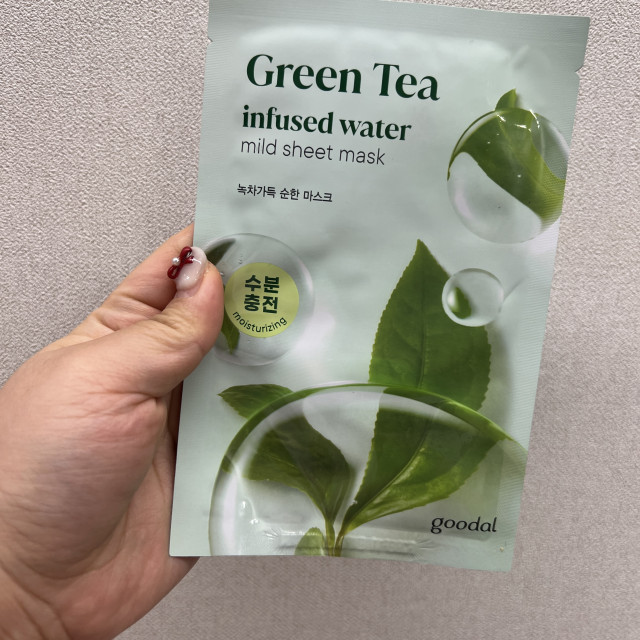 Green Tea
infused water
mild sheet mask
녹차가득 순한 마스크
수분
충전
moisturizing
goodal